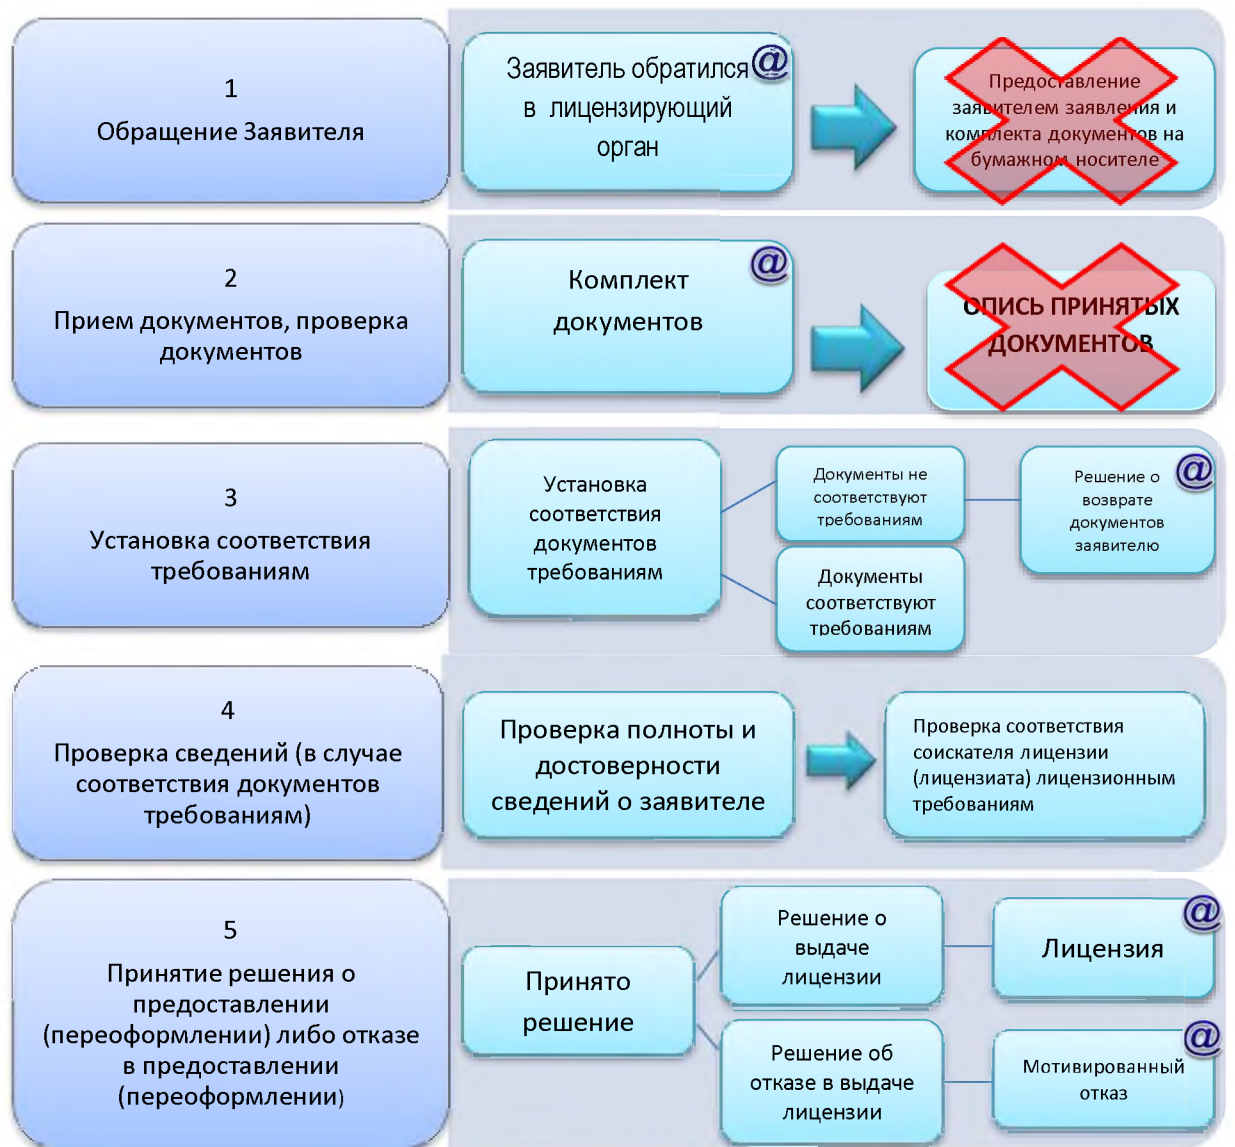 1
Обращение Заявителя
Заявитель обратился
в лицензирующий
орган
@
Предоставление
заявителем заявления и
комплекта документов на
бумажном носителе
2
Прием документов, проверка
документов
Комплект
документов
@
ОПИСЬ ПРИНЯТЫХ
ДОКУМЕНТОВ
3
Установка соответствия
требованиям
Установка
соответствия
документов
требованиям
Документы не
соответствуют
требованиям
Решение о
возврате
документов
заявителю
@
Документы
соответствуют
требованиям
4
Проверка сведений (в случае
соответствия документов
требованиям)
Проверка полноты и
достоверности
сведений о заявителе
Проверка соответствия
соискателя лицензии
(лицензиата) лицензионным
требованиям
5
Принятие решения о
предоставлении
(переоформлении) либо отказе
в предоставлении
(переоформлении)
Принято
решение
Решение о
выдаче
лицензии
Лицензия
@
Решение об
отказе в выдаче
лицензии
Мотивированный
отказ
@